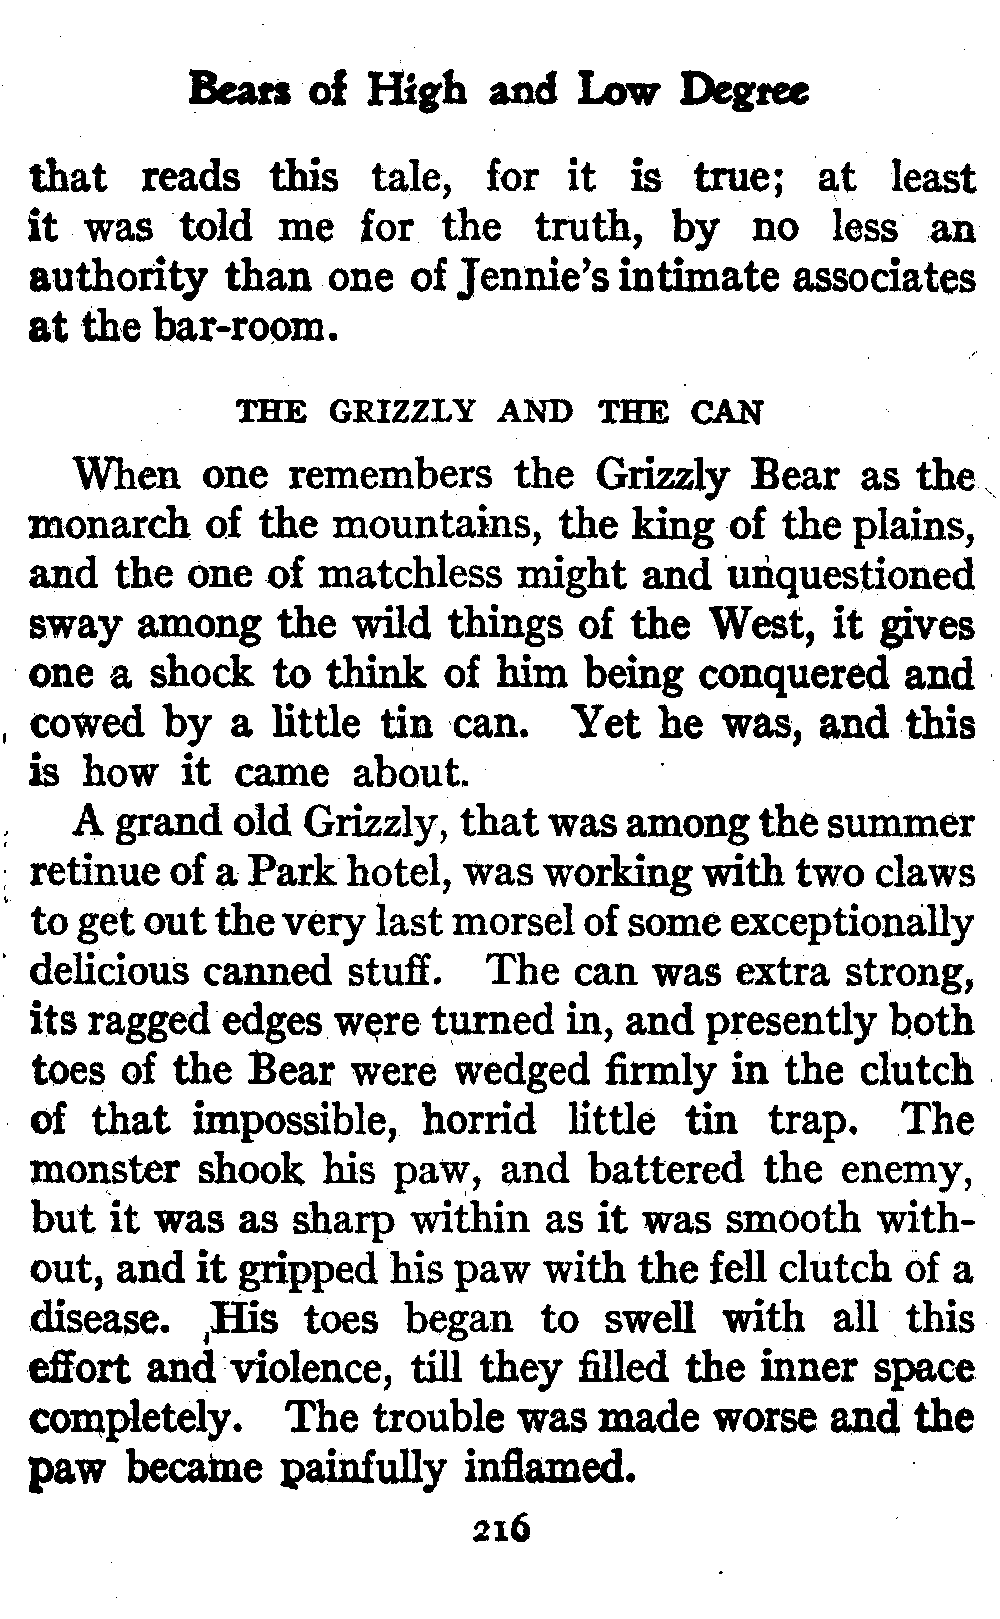 Bears of High and Low Degree
that reads this tale, for it is true; at least
it was told me for the truth, by no less an
authority than one of Jennie's intimate associates
at the bar-room.
THE GRIZZLY AND THE CAN
When one remembers the Grizzly Bear as the
monarch of the mountains, the king of the plains,
and the one of matchless might and unquestioned
sway among the wild things of the West, it gives
one a shock to think of him being conquered and
cowed by a little tin can. Yet he was, and this
is how it came about.
A grand old Grizzly, that was among the summer
retinue of a Park hotel, was working with two claws
to get out the very last morsel of some exceptionally
delicious canned stuff. The can was extra strong,
its ragged edges were turned in, and presently both
toes of the Bear were wedged firmly in the clutch
of that impossible, horrid little tin trap. The
monster shook his paw, and battered the enemy,
but it was as sharp within as it was smooth with-
out, and it gripped his paw with the fell clutch of a
disease. His toes began to swell with all this
effort and violence, till they filled the inner space
completely. The trouble was made worse and the
paw became painfully inflamed.
216